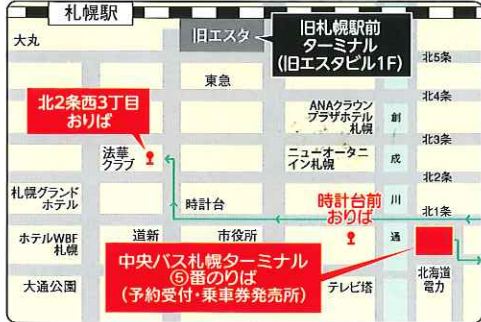 札幌駅
大丸
旧エスタ
旧札幌駅前
ターミナル
(旧エスタビル1F)
北5条
東急
北4条
北2条西3丁目
おりば
ANAクラウン
プラザホテル
札幌
創成川通
北3条
法華
クラブ
ニューオータニ
イン札幌
北2条
札幌グランド
ホテル
時計台
時計台前
おりば
北1条
ホテルWBF
札幌
道新
市役所
中央バス札幌ターミナル
⑤番のりば
(予約受付・乗車券発売所)
大通公園
テレビ塔
北海道
電力